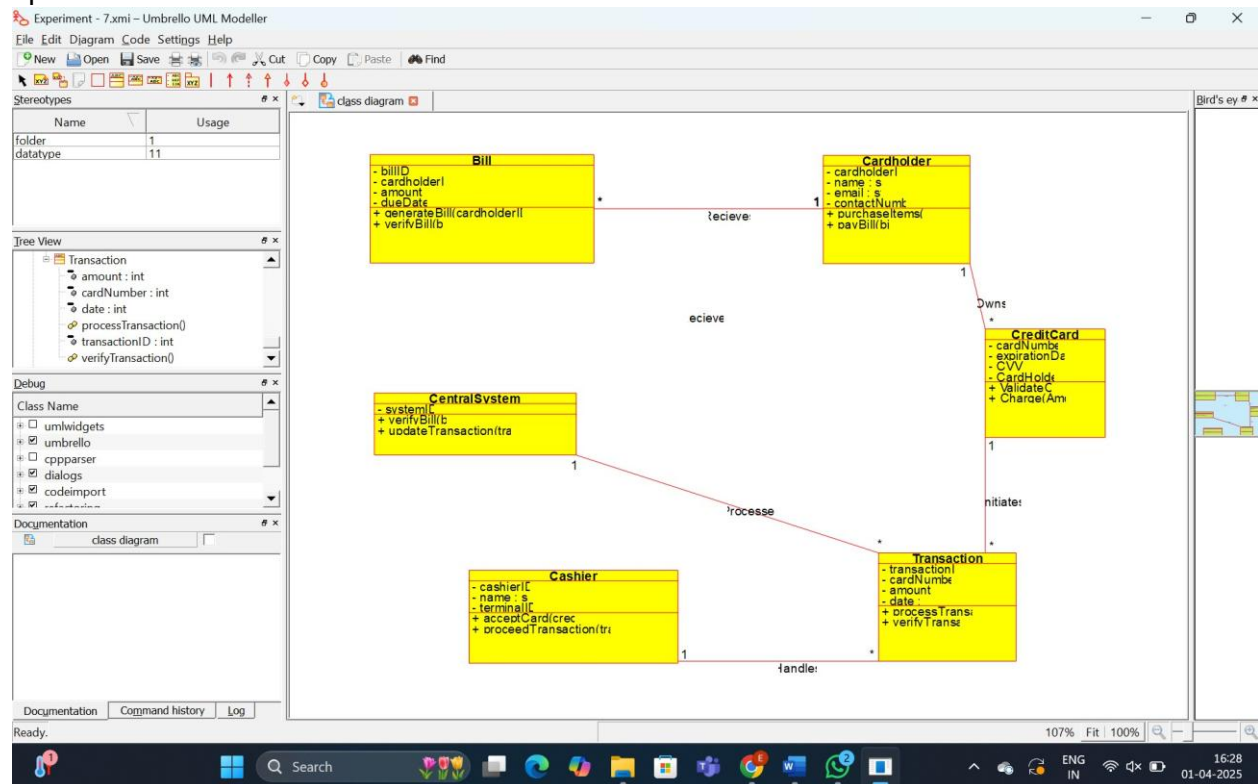 Experiment - 7.xmi – Umbrello UML Modeller
File Edit Diagram Code Settings Help
New Open Save Cut Copy Paste Find
Stereotypes
Name Usage
folder 1
datatype 11
Tree View
Transaction
amount : int
cardNumber : int
date : int
processTransaction()
transactionID : int
verifyTransaction()
Debug
Class Name
umlwidgets
umbrello
cppparser
dialogs
codeimport
Documentation
class diagram
Documentation Command history Log
Ready.
class diagram
Bird's ey
Bill
- billID
- cardholderI
- amount
- dueDate
+ generateBill(cardholderI
+ verifyBill(b
*
1
Recieve
Cardholder
- cardholderI
- name : s
- email : s
- contactNumb
+ purchaseItems(
+ payBill(bi
1
Owns
*
ecieve
CreditCard
- cardNumbe
- expirationDa
- CVV
- CardHolde
+ ValidateC
+ Charge(Am
1
nitiates
*
CentralSystem
- systemID
+ verifyBill(b
+ updateTransaction(tra
1
Processe
*
Transaction
- transactionI
- cardNumbe
- amount
- date :
+ processTransa
+ verifyTransa
Cashier
- cashierID
- name : s
- terminalID
+ acceptCard(crec
+ proceedTransaction(tra
1
*
Handles
107% Fit 100%
Search
ENG
IN
16:28
01-04-2025